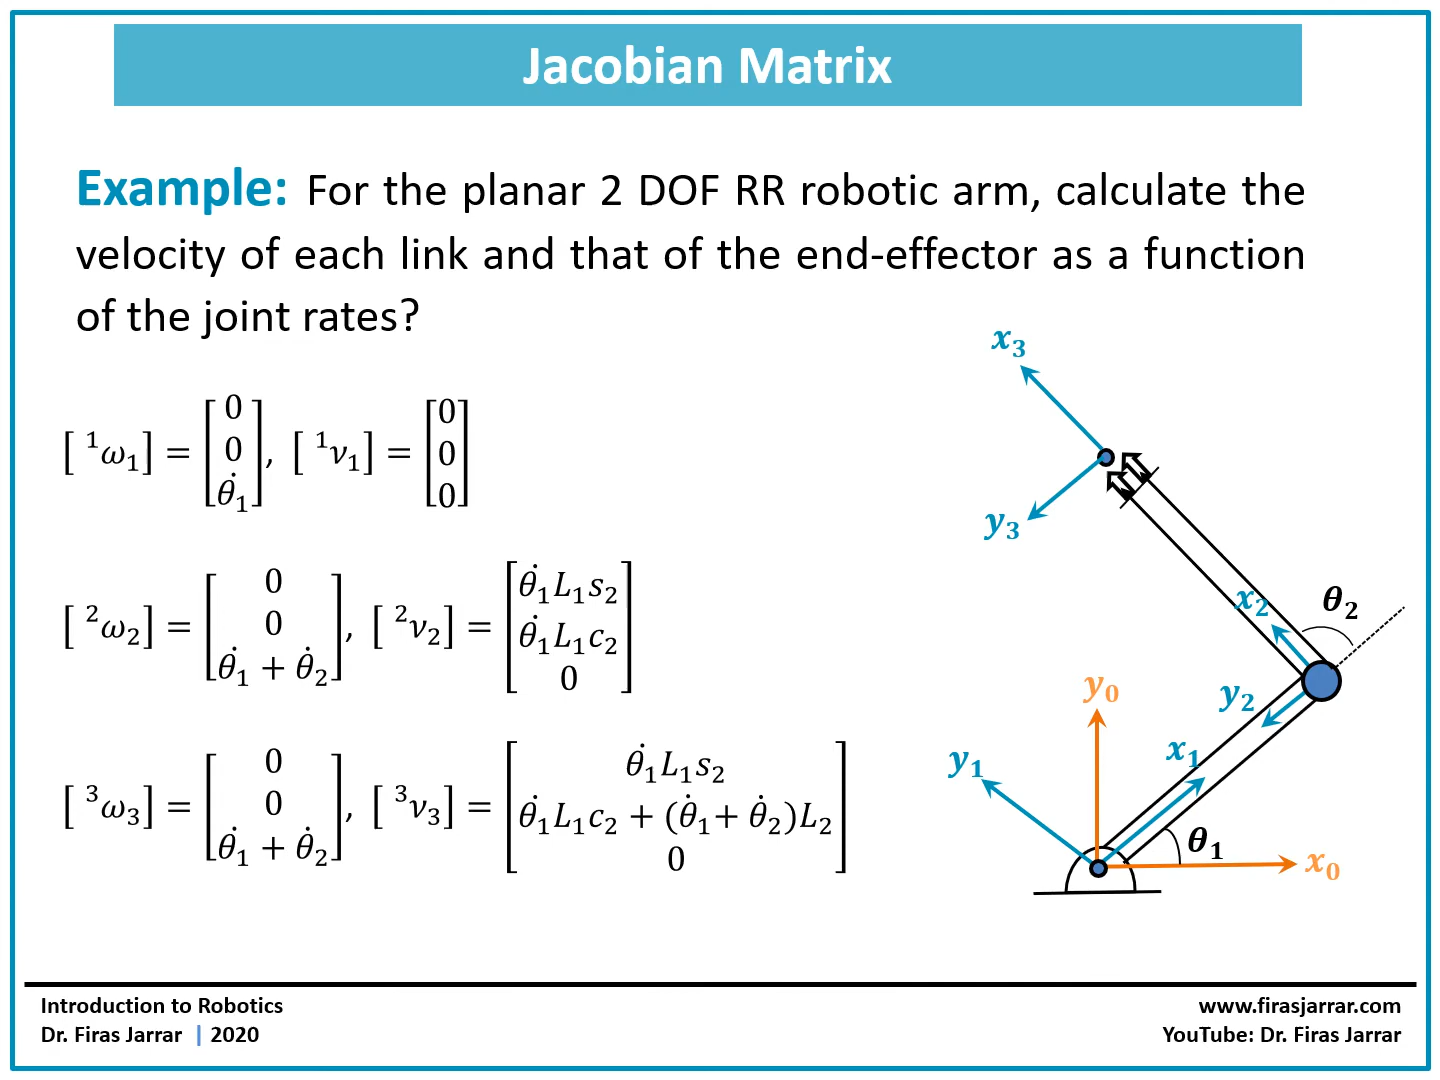 Jacobian Matrix
Example: For the planar 2 DOF RR robotic arm, calculate the
velocity of each link and that of the end-effector as a function
of the joint rates?
[ ¹ω₁] = [0 0 θ̇₁], [ ¹ν₁] = [0 0 0]
[ ²ω₂] = [0 0 θ̇₁ + θ̇₂], [ ²ν₂] = [θ̇₁L₁s₂ θ̇₁L₁c₂ 0]
[ ³ω₃] = [0 0 θ̇₁ + θ̇₂], [ ³ν₃] = [θ̇₁L₁s₂ θ̇₁L₁c₂ + (θ̇₁+ θ̇₂)L₂ 0]
x₃
y₃
x₂
θ₂
y₂
y₀
x₁
y₁
θ₁
x₀
Introduction to Robotics
Dr. Firas Jarrar | 2020
www.firasjarrar.com
YouTube: Dr. Firas Jarrar